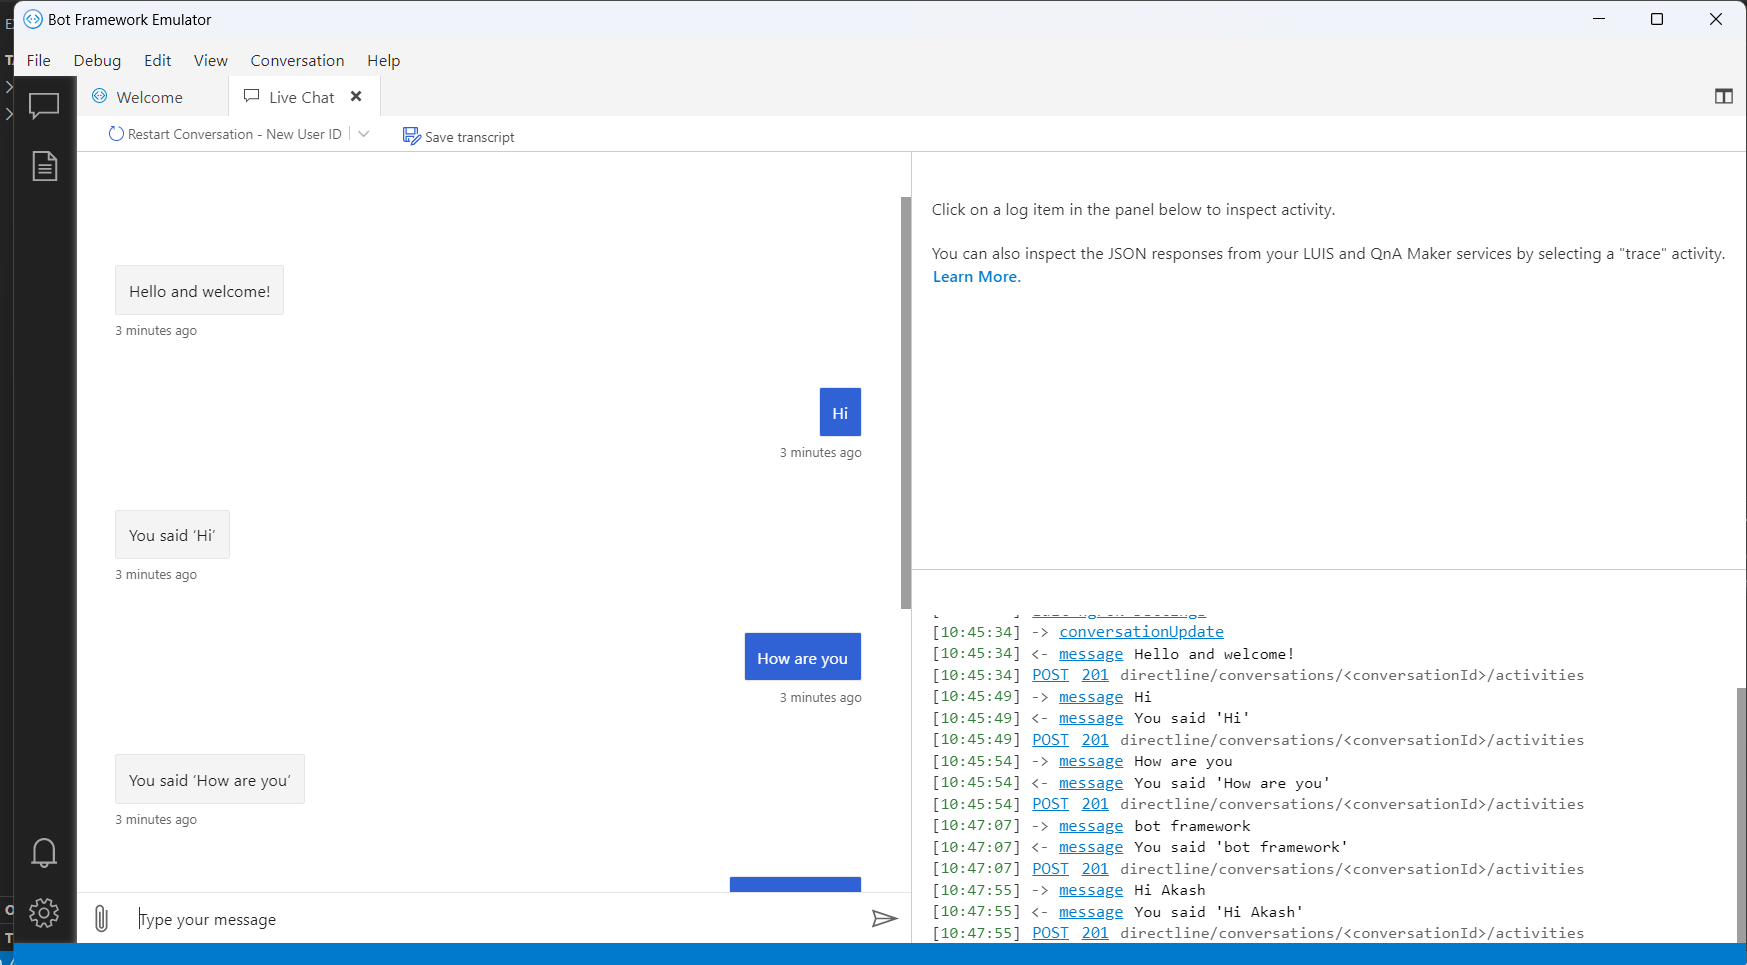 Bot Framework Emulator
File Debug Edit View Conversation Help
Welcome
Live Chat
Restart Conversation - New User ID
Save transcript
Hello and welcome!
3 minutes ago
Hi
3 minutes ago
You said 'Hi'
3 minutes ago
How are you
3 minutes ago
You said 'How are you'
3 minutes ago
Type your message
Click on a log item in the panel below to inspect activity.
You can also inspect the JSON responses from your LUIS and QnA Maker services by selecting a "trace" activity.
Learn More.
[10:45:34] -> conversationUpdate
[10:45:34] <- message Hello and welcome!
[10:45:34] POST 201 directline/conversations/<conversationId>/activities
[10:45:49] -> message Hi
[10:45:49] <- message You said 'Hi'
[10:45:49] POST 201 directline/conversations/<conversationId>/activities
[10:45:54] -> message How are you
[10:45:54] <- message You said 'How are you'
[10:45:54] POST 201 directline/conversations/<conversationId>/activities
[10:47:07] -> message bot framework
[10:47:07] <- message You said 'bot framework'
[10:47:07] POST 201 directline/conversations/<conversationId>/activities
[10:47:55] -> message Hi Akash
[10:47:55] <- message You said 'Hi Akash'
[10:47:55] POST 201 directline/conversations/<conversationId>/activities